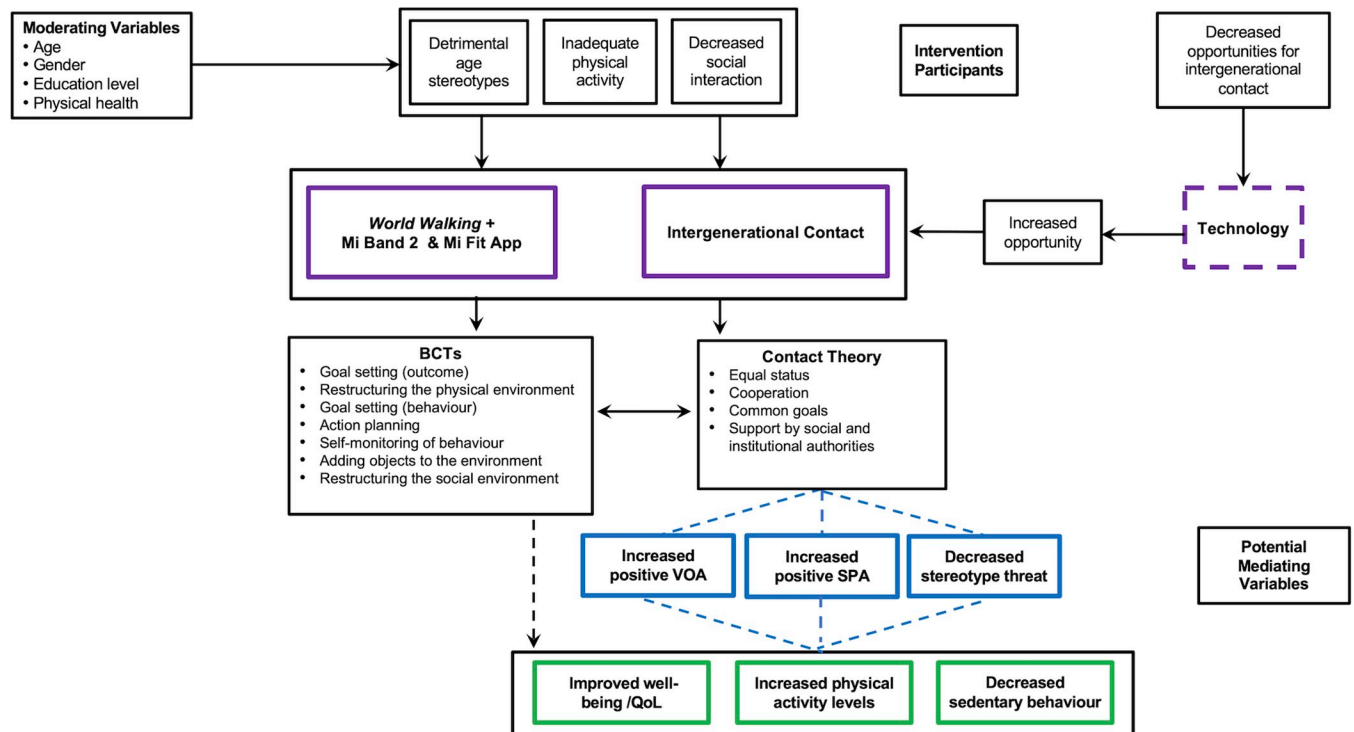 Moderating Variables
• Age
• Gender
• Education level
• Physical health
Detrimental
age
stereotypes
Inadequate
physical
activity
Decreased
social
interaction
Intervention
Participants
Decreased
opportunities for
intergenerational
contact
World Walking +
Mi Band 2 & Mi Fit App
Intergenerational Contact
Increased
opportunity
Technology
BCTs
• Goal setting (outcome)
• Restructuring the physical environment
• Goal setting (behaviour)
• Action planning
• Self-monitoring of behaviour
• Adding objects to the environment
• Restructuring the social environment
Contact Theory
• Equal status
• Cooperation
• Common goals
• Support by social and
institutional authorities
Increased
positive VOA
Increased
positive SPA
Decreased
stereotype threat
Potential
Mediating
Variables
Improved well-
being /QoL
Increased physical
activity levels
Decreased
sedentary behaviour